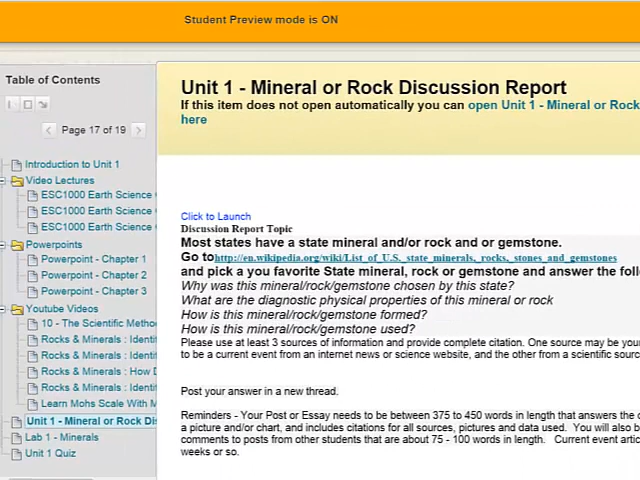 Student Preview mode is ON
Table of Contents
Page 17 of 19
Introduction to Unit 1
Video Lectures
ESC1000 Earth Science
ESC1000 Earth Science
ESC1000 Earth Science
Powerpoints
Powerpoint - Chapter 1
Powerpoint - Chapter 2
Powerpoint - Chapter 3
Youtube Videos
10 - The Scientific Metho
Rocks & Minerals : Identi
Rocks & Minerals : Identi
Rocks & Minerals : How D
Rocks & Minerals : Identi
Learn Mohs Scale With M
Unit 1 - Mineral or Rock Dis
Lab 1 - Minerals
Unit 1 Quiz
Unit 1 - Mineral or Rock Discussion Report
If this item does not open automatically you can open Unit 1 - Mineral or Rock
here
Click to Launch
Discussion Report Topic
Most states have a state mineral and/or rock and or gemstone.
Go to http://en.wikipedia.org/wiki/List_of_U.S._state_minerals,_rocks,_stones_and_gemstones
and pick a you favorite State mineral, rock or gemstone and answer the foll
Why was this mineral/rock/gemstone chosen by this state?
What are the diagnostic physical properties of this mineral or rock
How is this mineral/rock/gemstone formed?
How is this mineral/rock/gemstone used?
Please use at least 3 sources of information and provide complete citation. One source may be your
to be a current event from an internet news or science website, and the other from a scientific sourc
Post your answer in a new thread.
Reminders - Your Post or Essay needs to be between 375 to 450 words in length that answers the
a picture and/or chart, and includes citations for all sources, pictures and data used. You will also b
comments to posts from other students that are about 75 - 100 words in length. Current event artic
weeks or so.